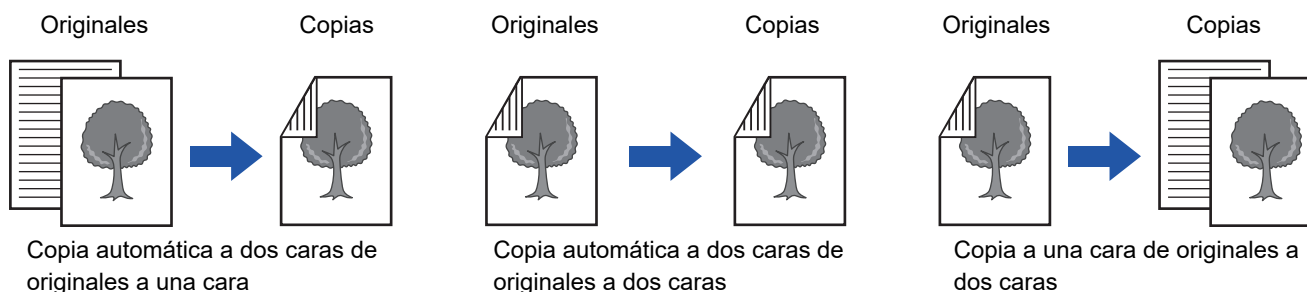 Originales Copias Originales Copias Originales Copias
Copia automática a dos caras de
originales a una cara
Copia automática a dos caras de
originales a dos caras
Copia a una cara de originales a
dos caras